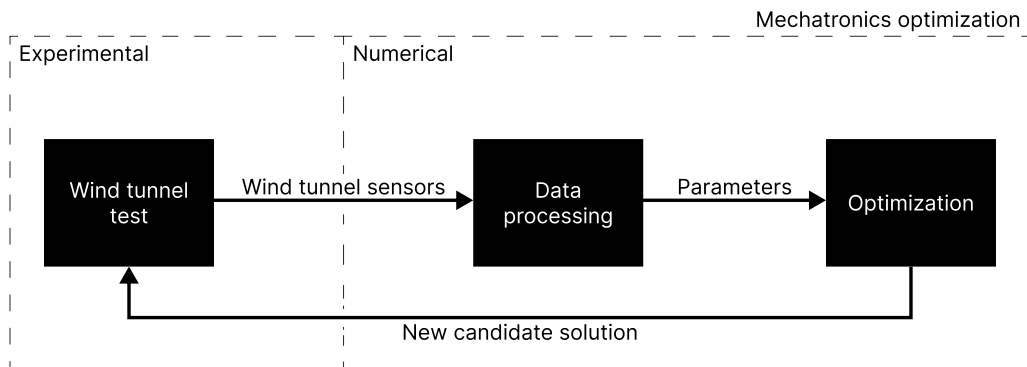 Mechatronics optimization
Experimental
Numerical
Wind tunnel
test
Wind tunnel sensors
Data
processing
Parameters
Optimization
New candidate solution